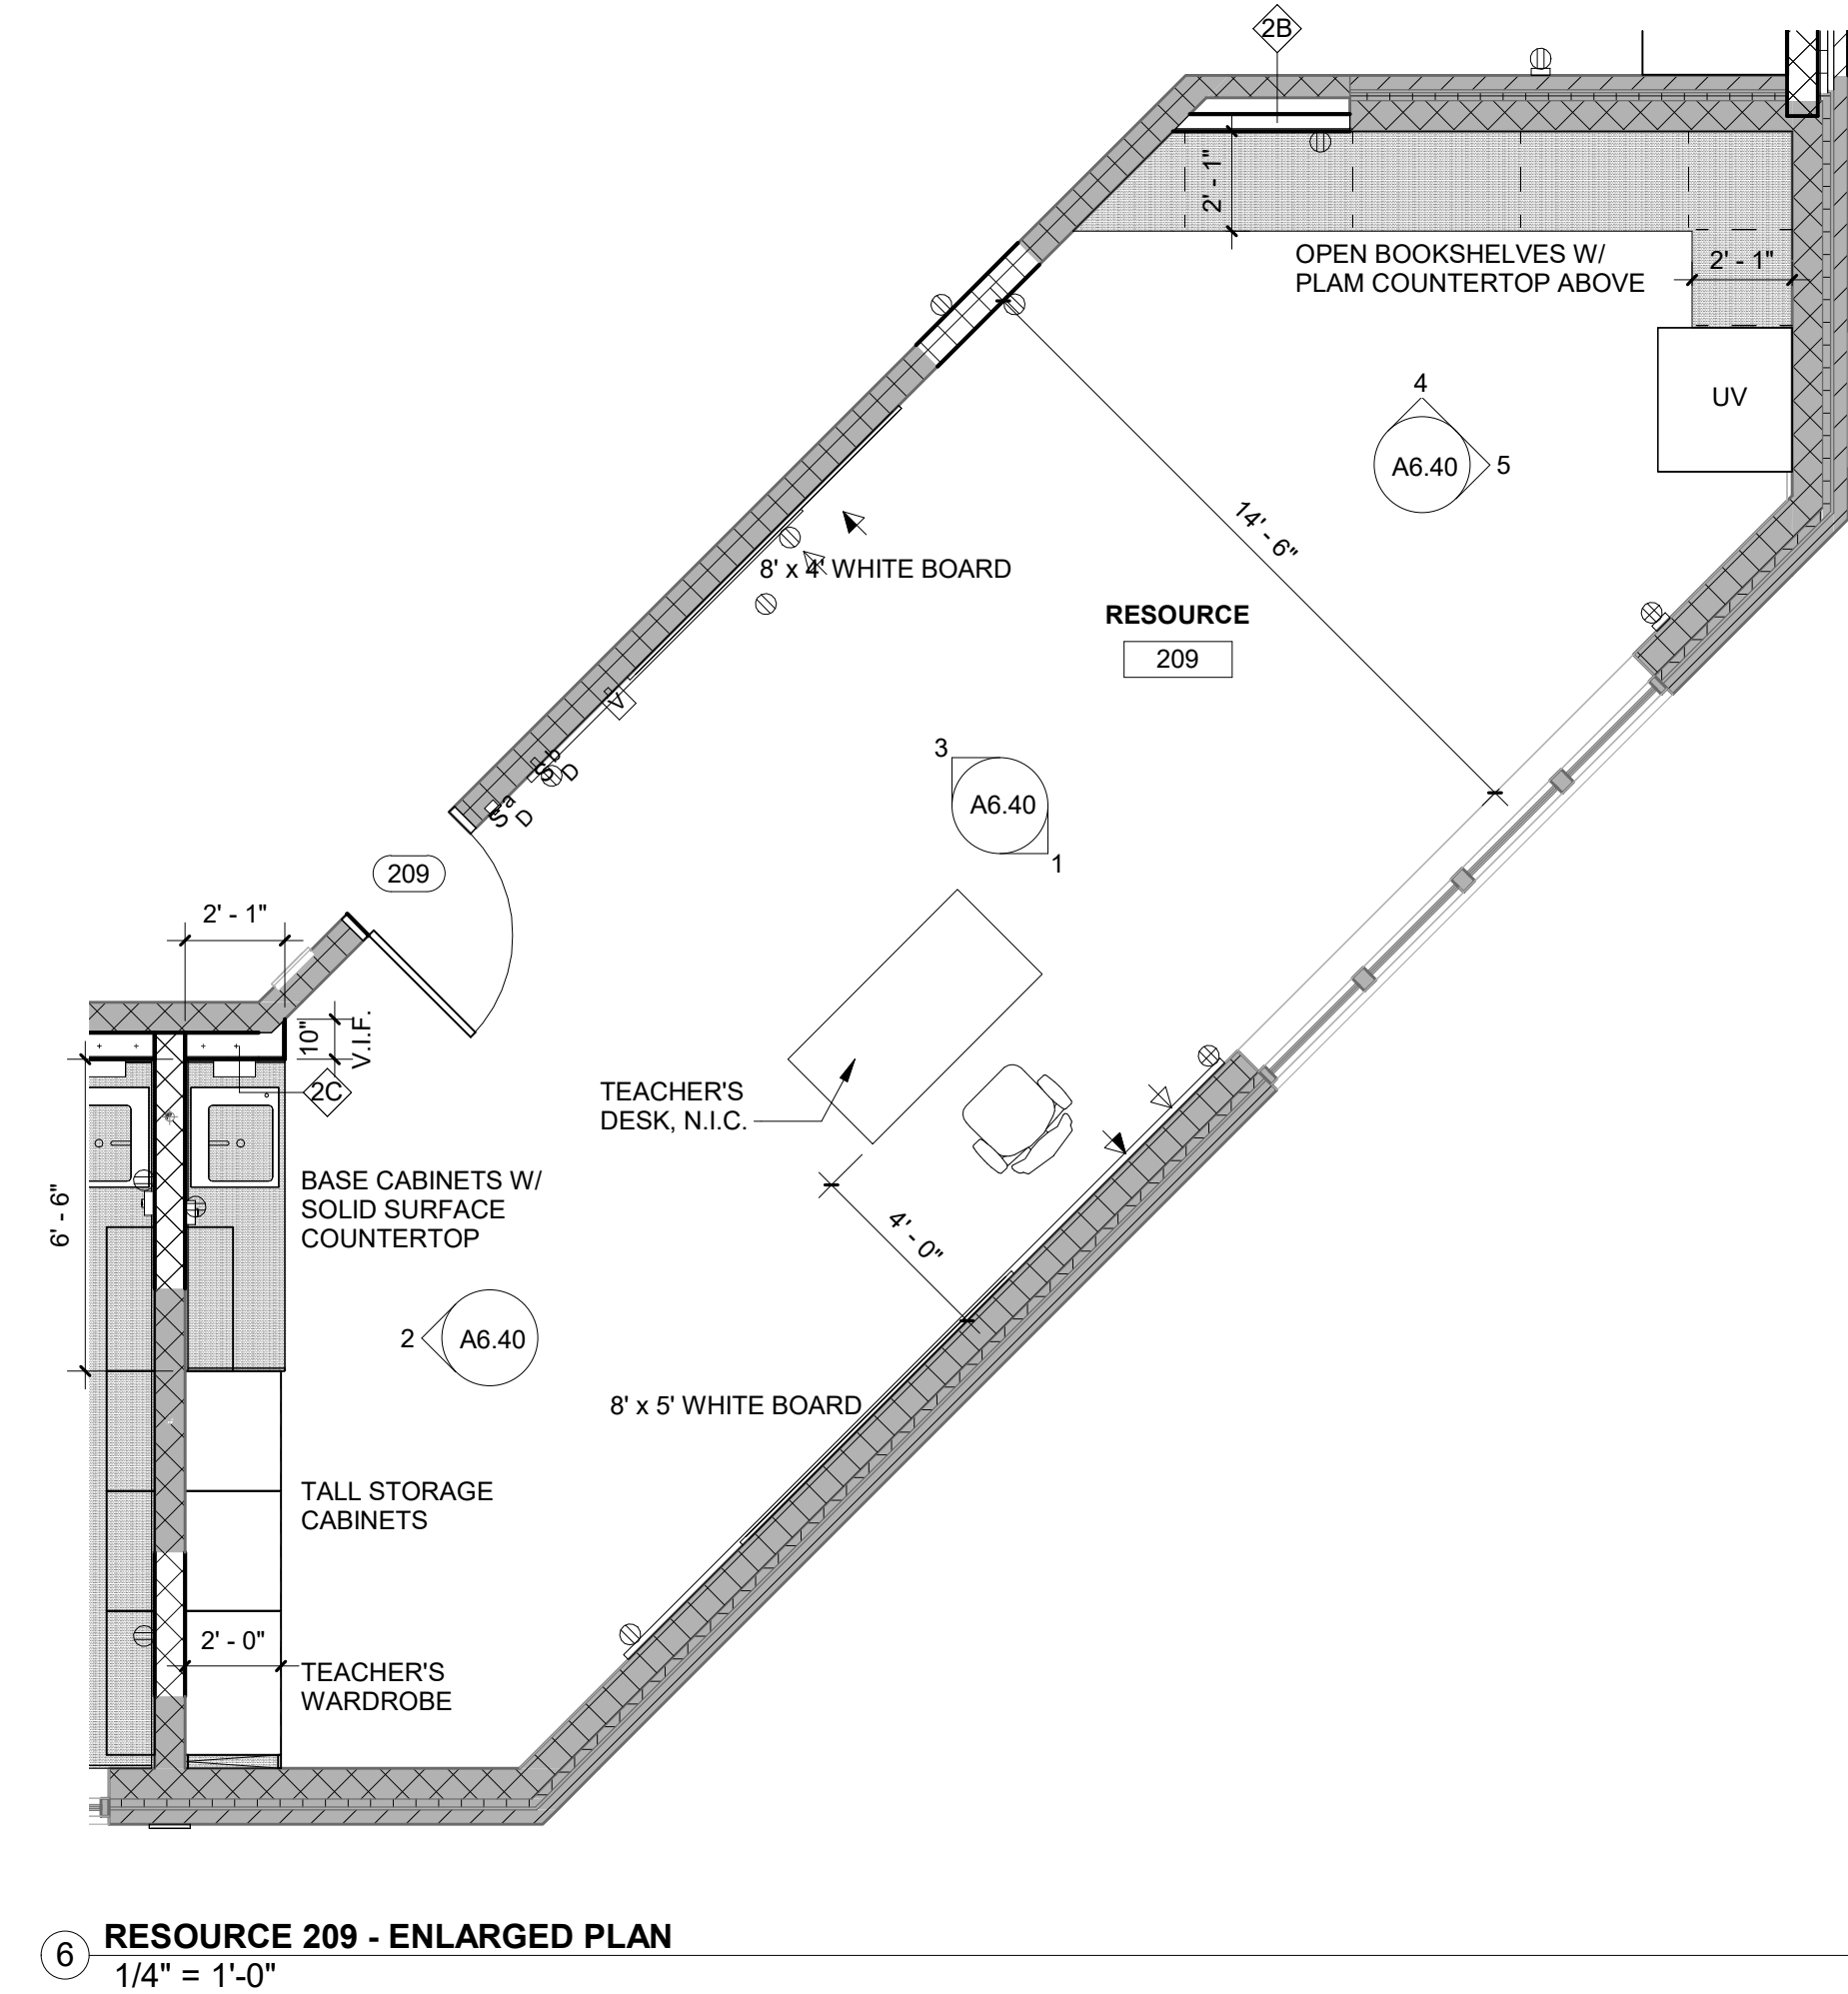 2B
2' - 1"
OPEN BOOKSHELVES W/
PLAM COUNTERTOP ABOVE
2' - 1"
UV
4
A6.40
5
14' - 6"
8' x 4' WHITE BOARD
RESOURCE
209
V
S b
D
S a
D
3
A6.40
1
209
2' - 1"
10"
V.I.F.
2C
TEACHER'S
DESK, N.I.C.
6' - 6"
BASE CABINETS W/
SOLID SURFACE
COUNTERTOP
4' - 0"
2
A6.40
8' x 5' WHITE BOARD
TALL STORAGE
CABINETS
2' - 0"
TEACHER'S
WARDROBE
6
RESOURCE 209 - ENLARGED PLAN
1/4" = 1'-0"